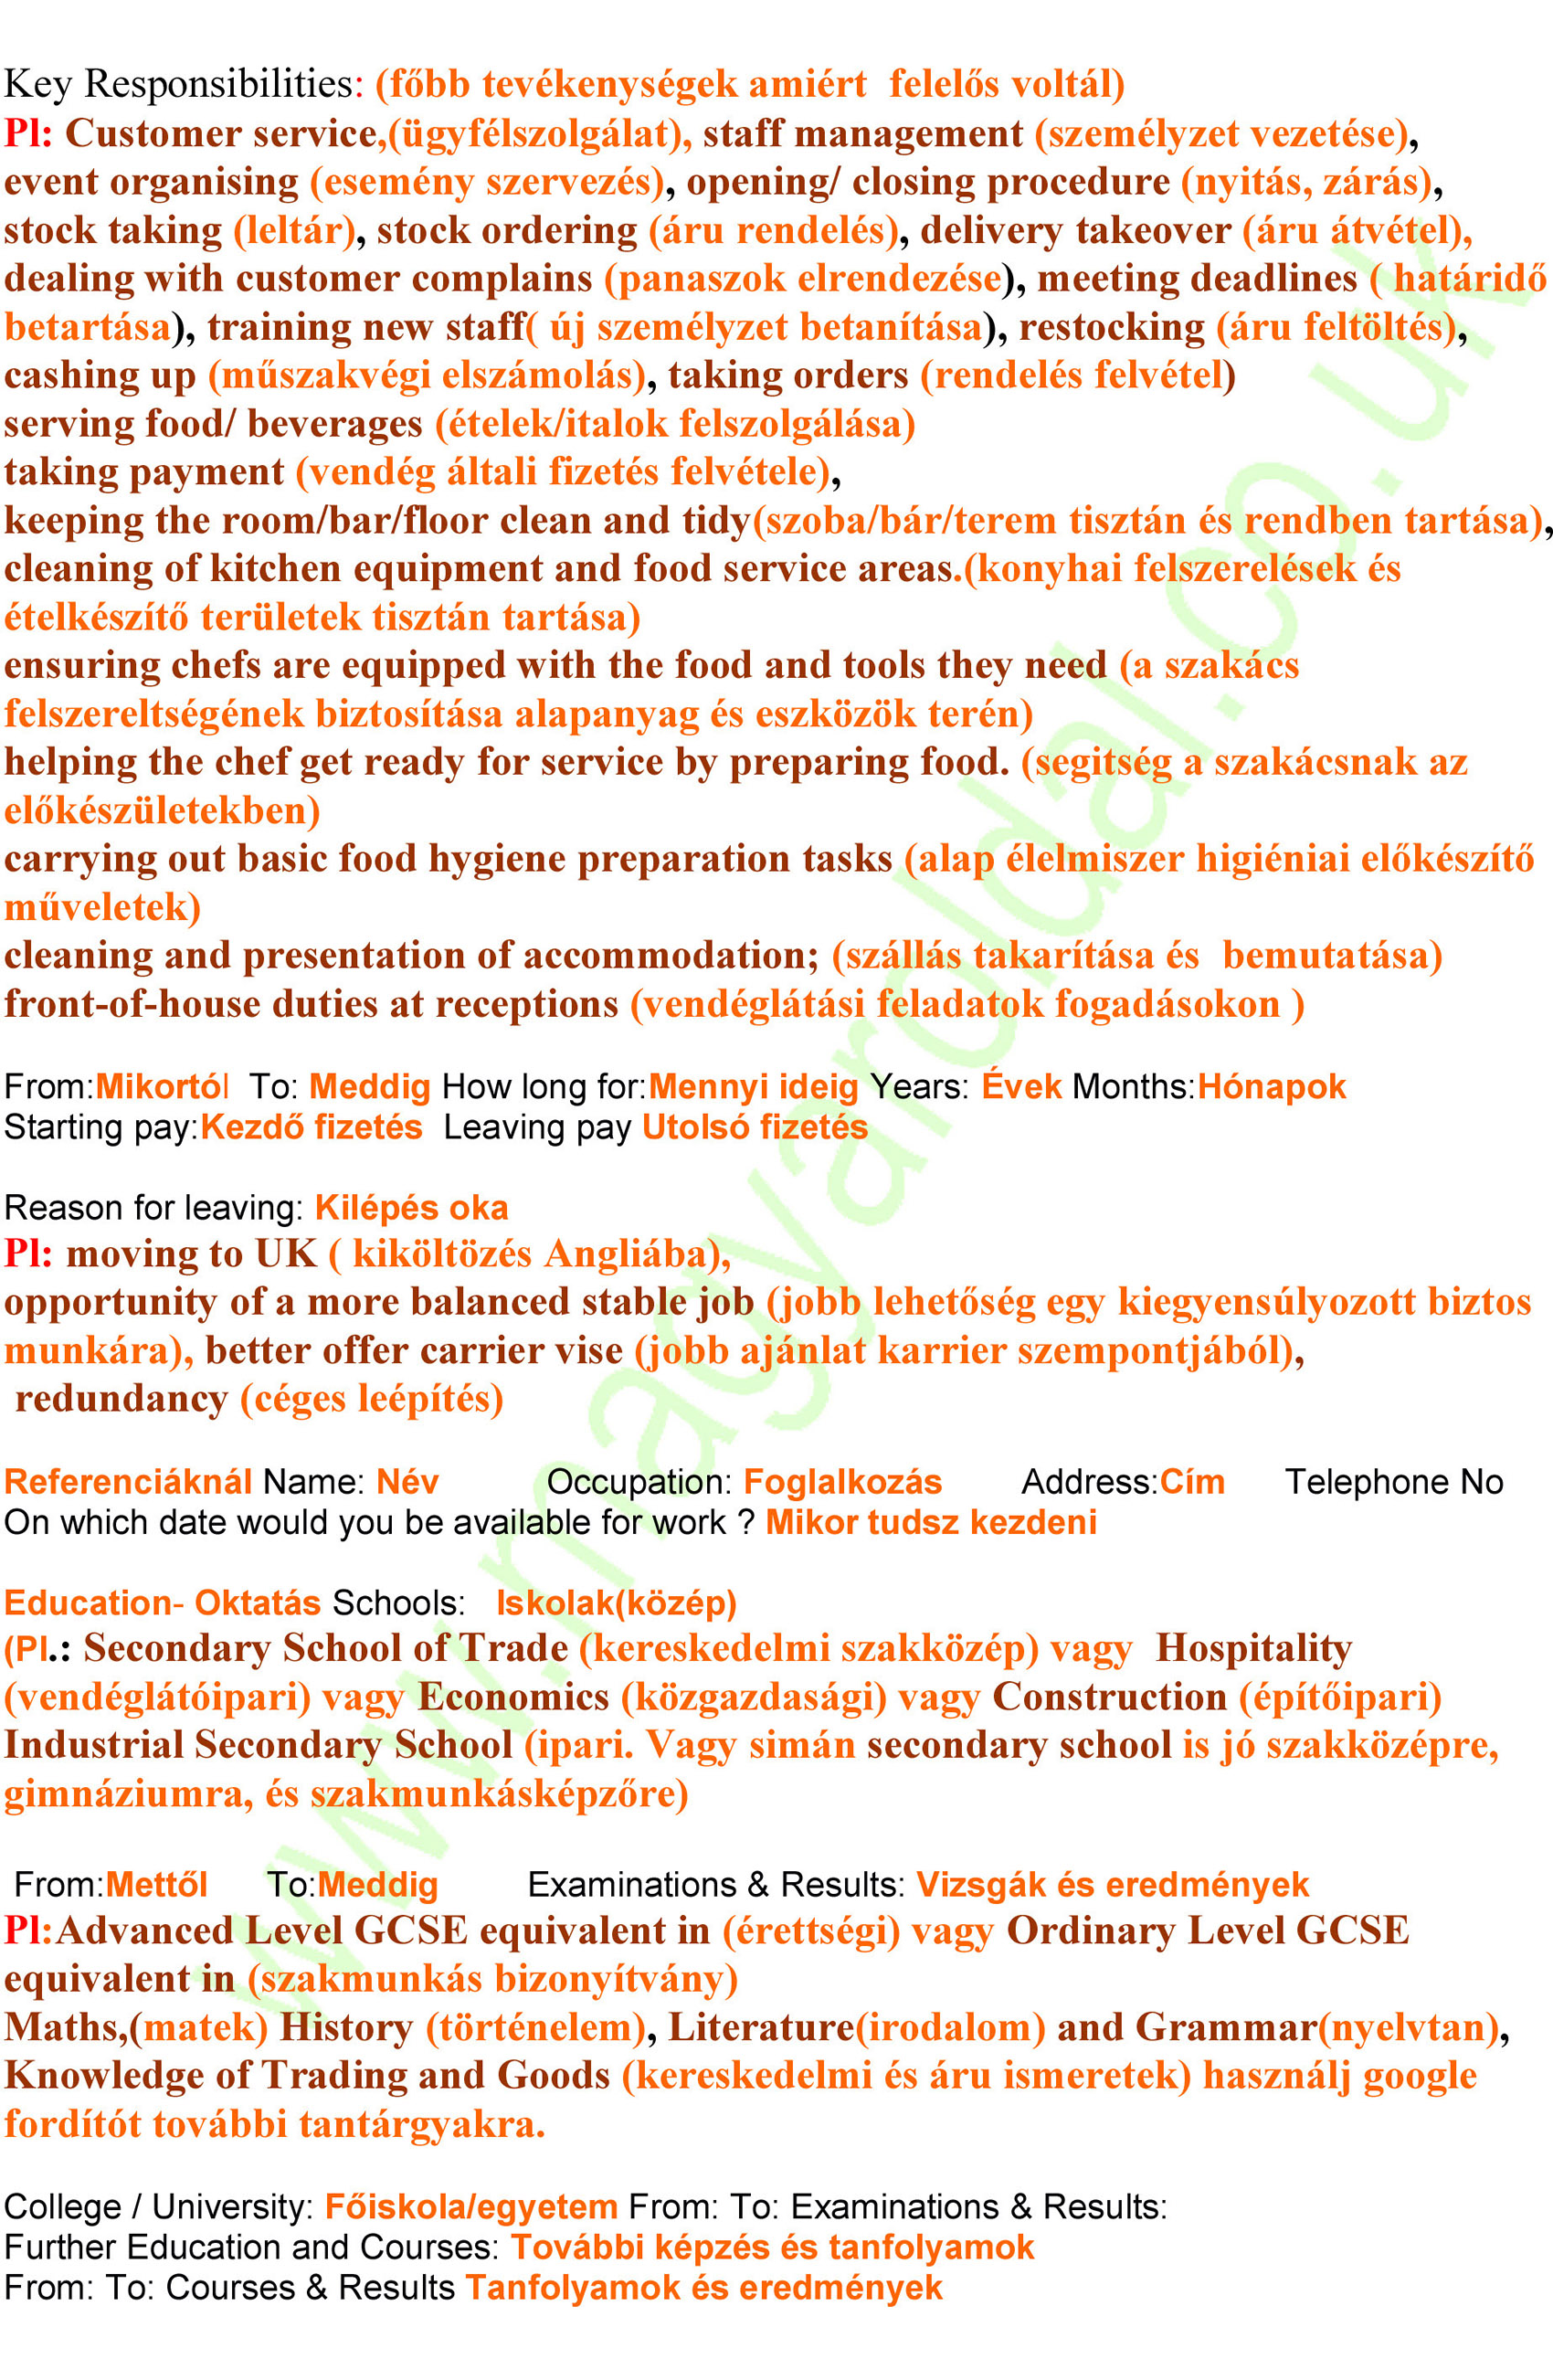 Key Responsibilities: (főbb tevékenységek amiért  felelős voltál)
Pl: Customer service,(ügyfélszolgálat), staff management (személyzet vezetése),
event organising (esemény szervezés), opening/ closing procedure (nyitás, zárás),
stock taking (leltár), stock ordering (áru rendelés), delivery takeover (áru átvétel),
dealing with customer complains (panaszok elrendezése), meeting deadlines ( határidő
betartása), training new staff( új személyzet betanítása), restocking (áru feltöltés),
cashing up (műszakvégi elszámolás), taking orders (rendelés felvétel)
serving food/ beverages (ételek/italok felszolgálása)
taking payment (vendég általi fizetés felvétele),
keeping the room/bar/floor clean and tidy(szoba/bár/terem tisztán és rendben tartása),
cleaning of kitchen equipment and food service areas.(konyhai felszerelések és
ételkészítő területek tisztán tartása)
ensuring chefs are equipped with the food and tools they need (a szakács
felszereltségének biztosítása alapanyag és eszközök terén)
helping the chef get ready for service by preparing food. (segitség a szakácsnak az
előkészületekben)
carrying out basic food hygiene preparation tasks (alap élelmiszer higiéniai előkészítő
műveletek)
cleaning and presentation of accommodation; (szállás takarítása és  bemutatása)
front-of-house duties at receptions (vendéglátási feladatok fogadásokon )
From:Mikortól  To: Meddig How long for:Mennyi ideig Years: Évek Months:Hónapok
Starting pay:Kezdő fizetés  Leaving pay Utolsó fizetés
Reason for leaving: Kilépés oka
Pl: moving to UK ( kiköltözés Angliába),
opportunity of a more balanced stable job (jobb lehetőség egy kiegyensúlyozott biztos
munkára), better offer carrier vise (jobb ajánlat karrier szempontjából),
redundancy (céges leépítés)
Referenciáknál Name: Név Occupation: Foglalkozás Address:Cím Telephone No
On which date would you be available for work ? Mikor tudsz kezdeni
Education- Oktatás Schools: Iskolak(közép)
(Pl.: Secondary School of Trade (kereskedelmi szakközép) vagy  Hospitality
(vendéglátóipari) vagy Economics (közgazdasági) vagy Construction (építőipari)
Industrial Secondary School (ipari. Vagy simán secondary school is jó szakközépre,
gimnáziumra, és szakmunkásképzőre)
From:Mettől To:Meddig Examinations & Results: Vizsgák és eredmények
Pl:Advanced Level GCSE equivalent in (érettségi) vagy Ordinary Level GCSE
equivalent in (szakmunkás bizonyítvány)
Maths,(matek) History (történelem), Literature(irodalom) and Grammar(nyelvtan),
Knowledge of Trading and Goods (kereskedelmi és áru ismeretek) használj google
fordítót további tantárgyakra.
College / University: Főiskola/egyetem From: To: Examinations & Results:
Further Education and Courses: További képzés és tanfolyamok
From: To: Courses & Results Tanfolyamok és eredmények
www.magyaroldal.co.uk